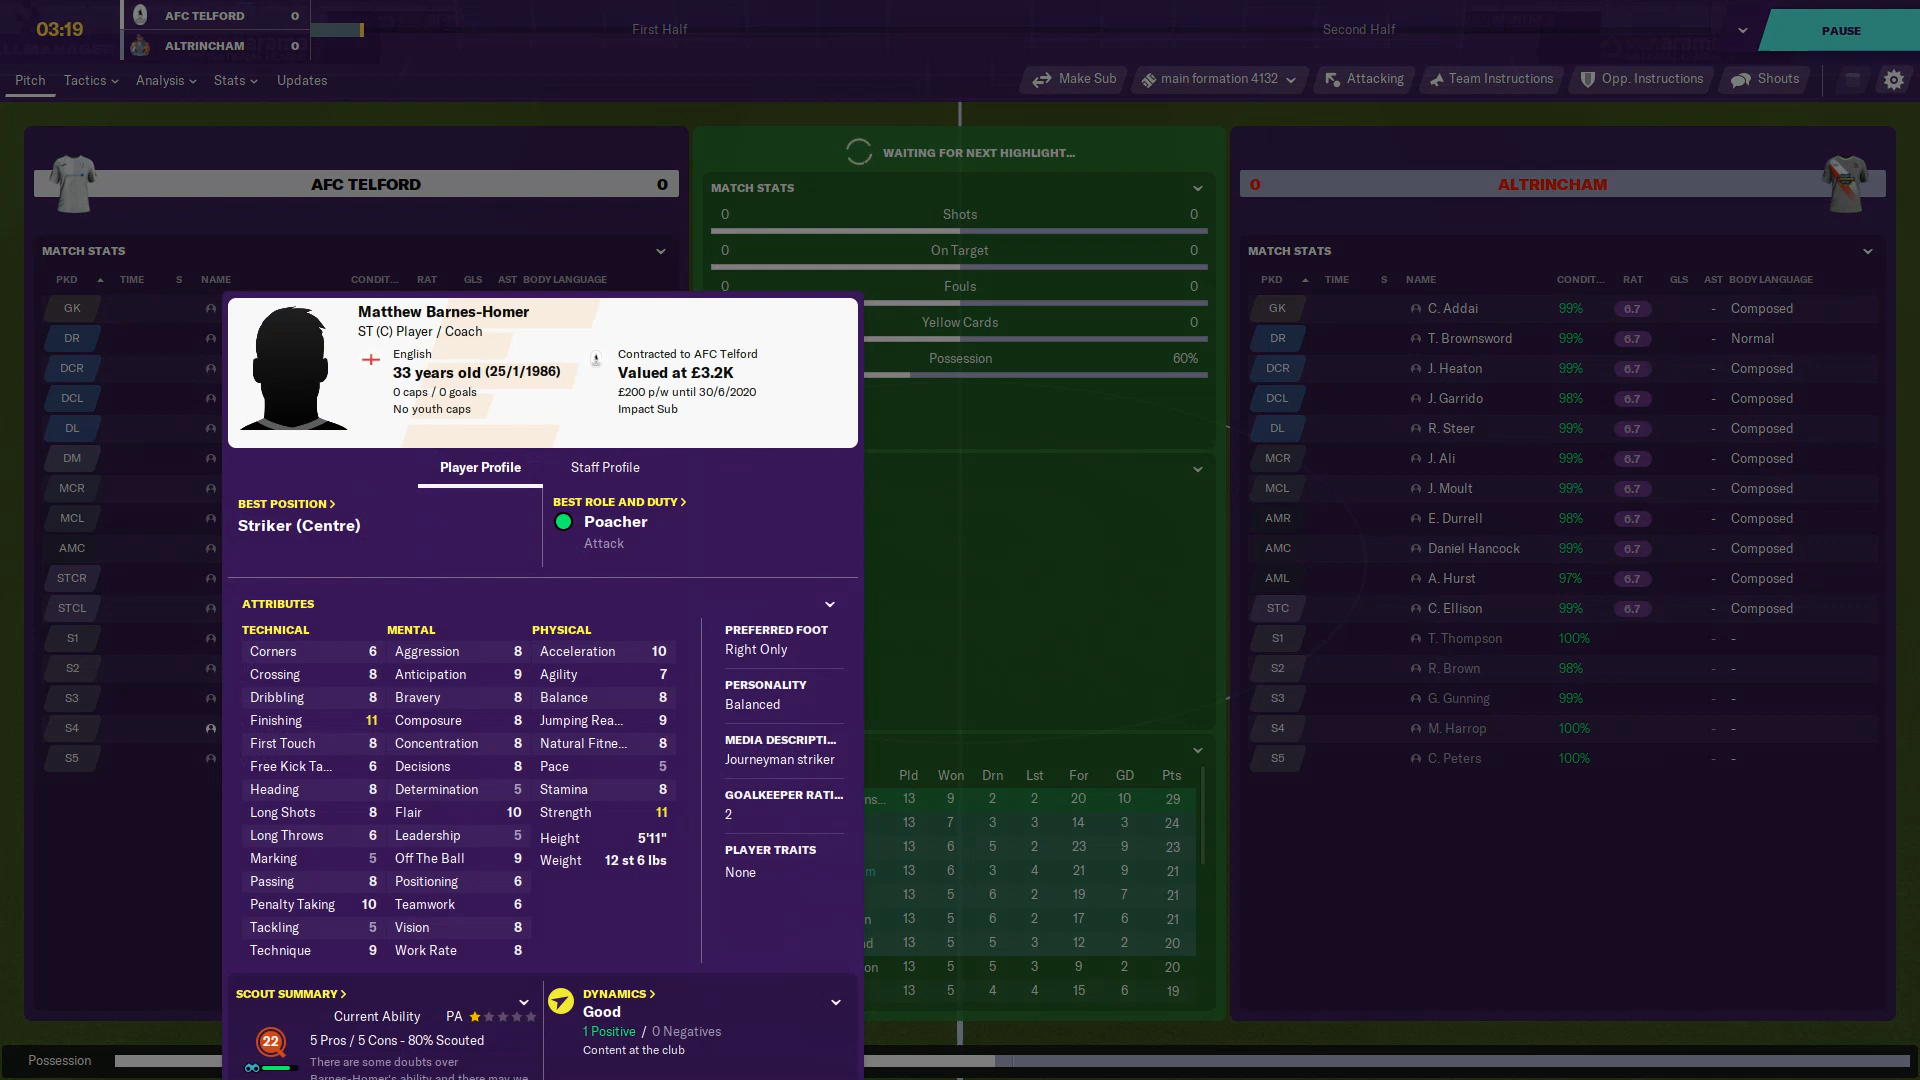 03:19
AFC TELFORD 0
ALTRINCHAM 0
First Half
Second Half
PAUSE
Pitch
Tactics
Analysis
Stats
Updates
Make Sub
main formation 4132
Attacking
Team Instructions
Opp. Instructions
Shouts
AFC TELFORD 0
MATCH STATS
PKD TIME S NAME CONDIT... RAT GLS AST BODY LANGUAGE
GK
DR
DCR
DCL
DL
DM
MCR
MCL
AMC
STCR
STCL
S1
S2
S3
S4
S5
Matthew Barnes-Homer
ST (C) Player / Coach
English
33 years old (25/1/1986)
0 caps / 0 goals
No youth caps
Contracted to AFC Telford
Valued at £3.2K
£200 p/w until 30/6/2020
Impact Sub
Player Profile
Staff Profile
BEST POSITION >
Striker (Centre)
BEST ROLE AND DUTY >
Poacher
Attack
ATTRIBUTES
TECHNICAL
Corners 6
Crossing 8
Dribbling 8
Finishing 11
First Touch 8
Free Kick Ta... 6
Heading 8
Long Shots 8
Long Throws 6
Marking 5
Passing 8
Penalty Taking 10
Tackling 5
Technique 9
MENTAL
Aggression 8
Anticipation 9
Bravery 8
Composure 8
Concentration 8
Decisions 8
Determination 5
Flair 10
Leadership 5
Off The Ball 9
Positioning 6
Teamwork 6
Vision 8
Work Rate 8
PHYSICAL
Acceleration 10
Agility 7
Balance 8
Jumping Rea... 9
Natural Fitne... 8
Pace 5
Stamina 8
Strength 11
Height 5'11"
Weight 12 st 6 lbs
PREFERRED FOOT
Right Only
PERSONALITY
Balanced
MEDIA DESCRIPTI...
Journeyman striker
GOALKEEPER RATI...
2
PLAYER TRAITS
None
SCOUT SUMMARY >
Current Ability PA
22
5 Pros / 5 Cons - 80% Scouted
There are some doubts over
Barnes-Homer's ability and there may we
DYNAMICS >
Good
1 Positive / 0 Negatives
Content at the club
WAITING FOR NEXT HIGHLIGHT...
MATCH STATS
0 Shots 0
0 On Target 0
0 Fouls 0
Yellow Cards 0
Possession 60%
Pld Won Drn Lst For GD Pts
ns... 13 9 2 2 20 10 29
13 7 3 3 14 3 24
13 6 5 2 23 9 23
m 13 6 3 4 21 9 21
13 5 6 2 19 7 21
n 13 5 6 2 17 6 21
d 13 5 5 3 12 2 20
on 13 5 5 3 9 2 20
13 5 4 4 15 6 19
0 ALTRINCHAM
MATCH STATS
PKD TIME S NAME CONDIT... RAT GLS AST BODY LANGUAGE
GK C. Addai 99% 6.7 - Composed
DR T. Brownsword 99% 6.7 - Normal
DCR J. Heaton 99% 6.7 - Composed
DCL J. Garrido 98% 6.7 - Composed
DL R. Steer 99% 6.7 - Composed
MCR J. Ali 99% 6.7 - Composed
MCL J. Moult 99% 6.7 - Composed
AMR E. Durrell 98% 6.7 - Composed
AMC Daniel Hancock 99% 6.7 - Composed
AML A. Hurst 97% 6.7 - Composed
STC C. Ellison 99% 6.7 - Composed
S1 T. Thompson 100% - -
S2 R. Brown 98% - -
S3 G. Gunning 99% - -
S4 M. Harrop 100% - -
S5 C. Peters 100% - -
Possession